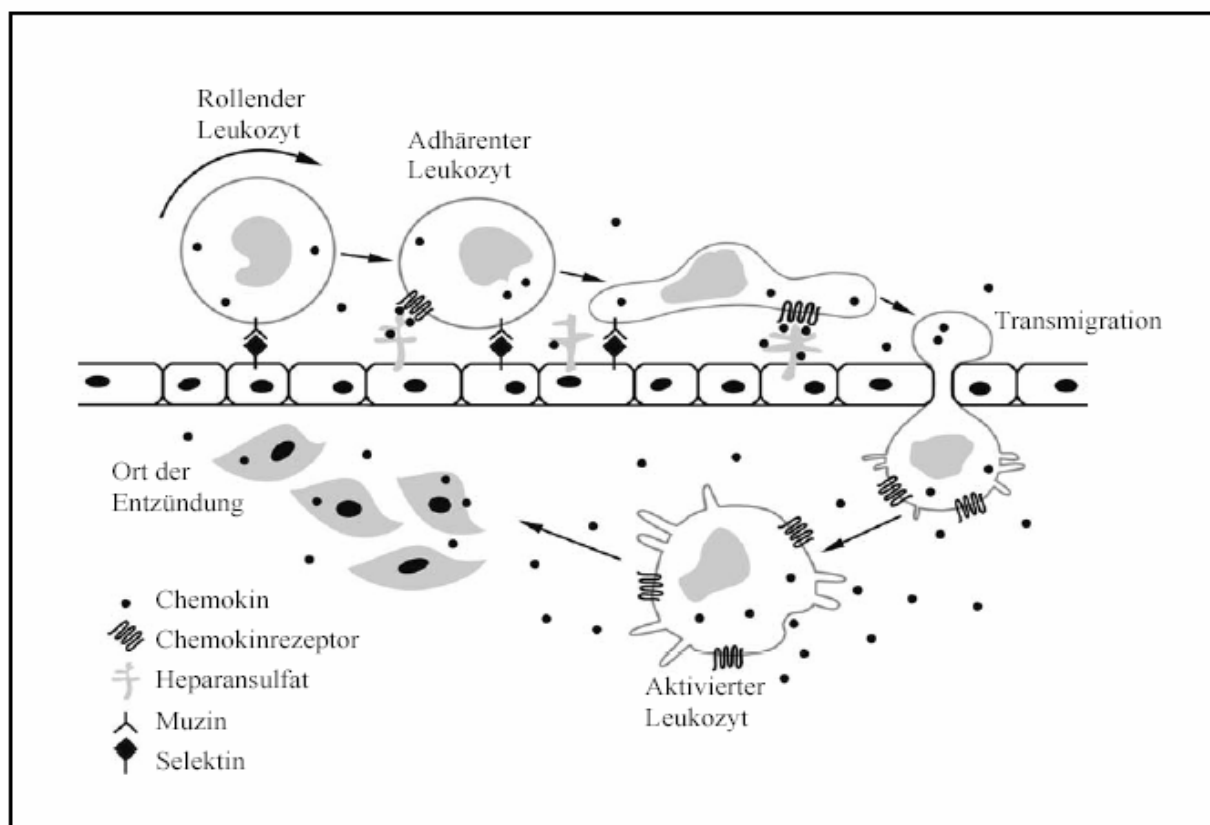 Rollender
Leukozyt
Adhärenter
Leukozyt
Transmigration
Ort der
Entzündung
Aktivierter
Leukozyt
Chemokin
Chemokinrezeptor
Heparansulfat
Muzin
Selektin